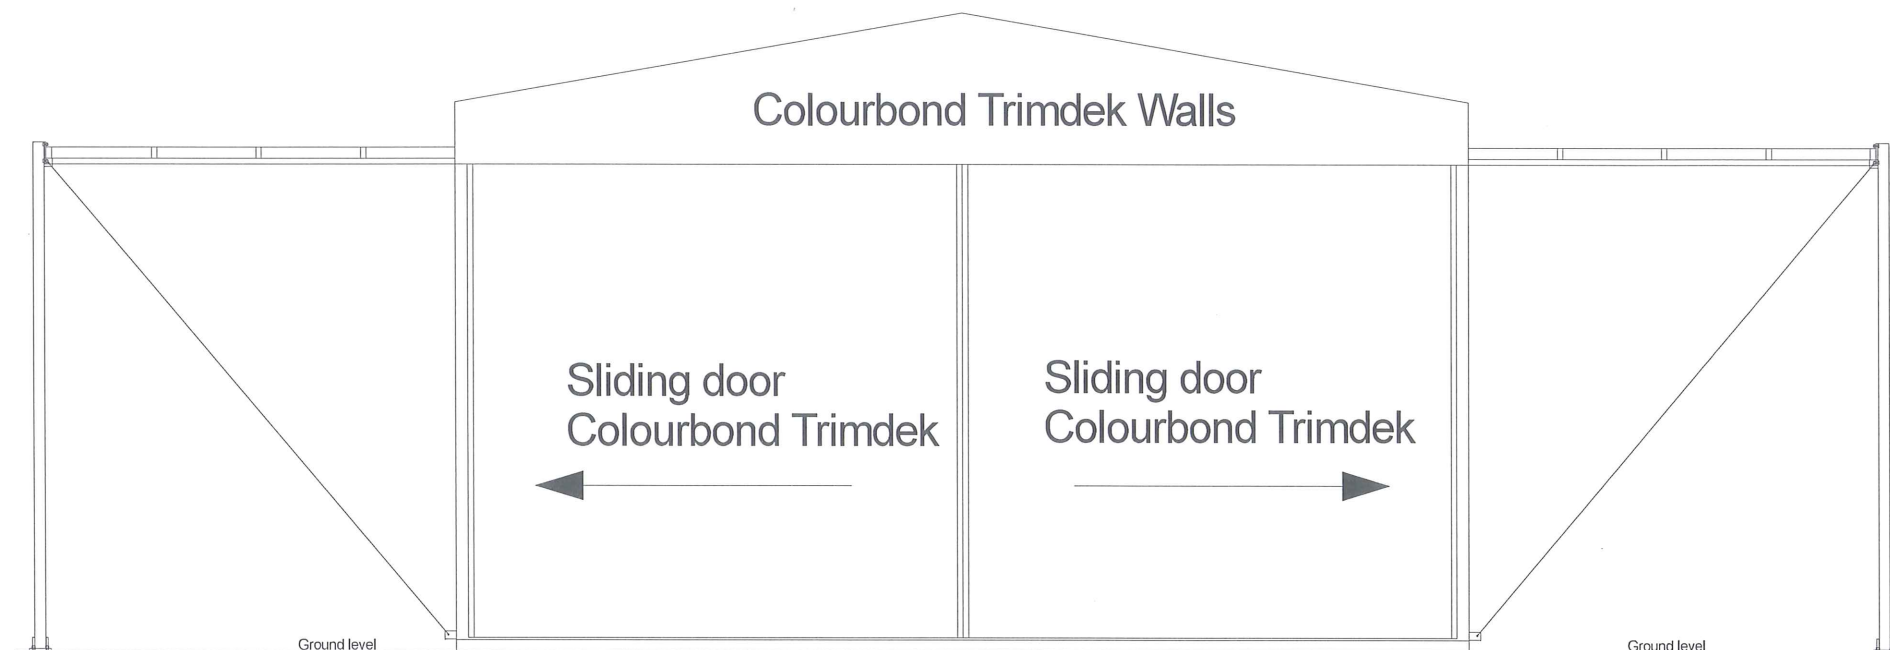 Colourbond Trimdek Walls
Sliding door
Colourbond Trimdek
Sliding door
Colourbond Trimdek
Ground level
Ground level